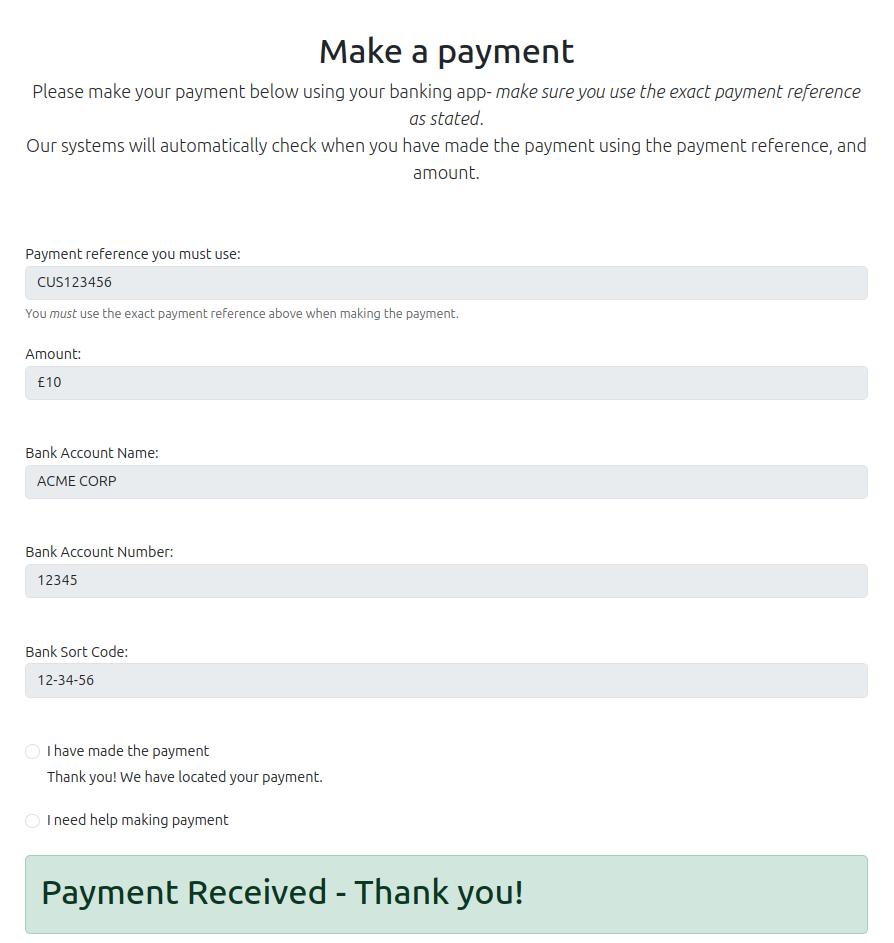 Make a payment
Please make your payment below using your banking app- make sure you use the exact payment reference
as stated.
Our systems will automatically check when you have made the payment using the payment reference, and
amount.
Payment reference you must use:
CUS123456
You must use the exact payment reference above when making the payment.
Amount:
£10
Bank Account Name:
ACME CORP
Bank Account Number:
12345
Bank Sort Code:
12-34-56
I have made the payment
Thank you! We have located your payment.
I need help making payment
Payment Received - Thank you!